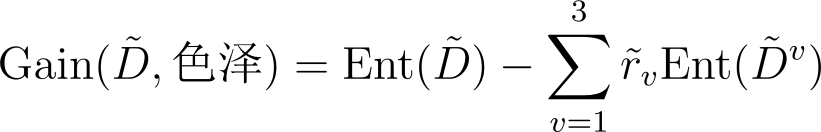 Gain(D̃, 色泽) = Ent(D̃) − ∑_{v=1}^{3} r̃_v Ent(D̃^v)